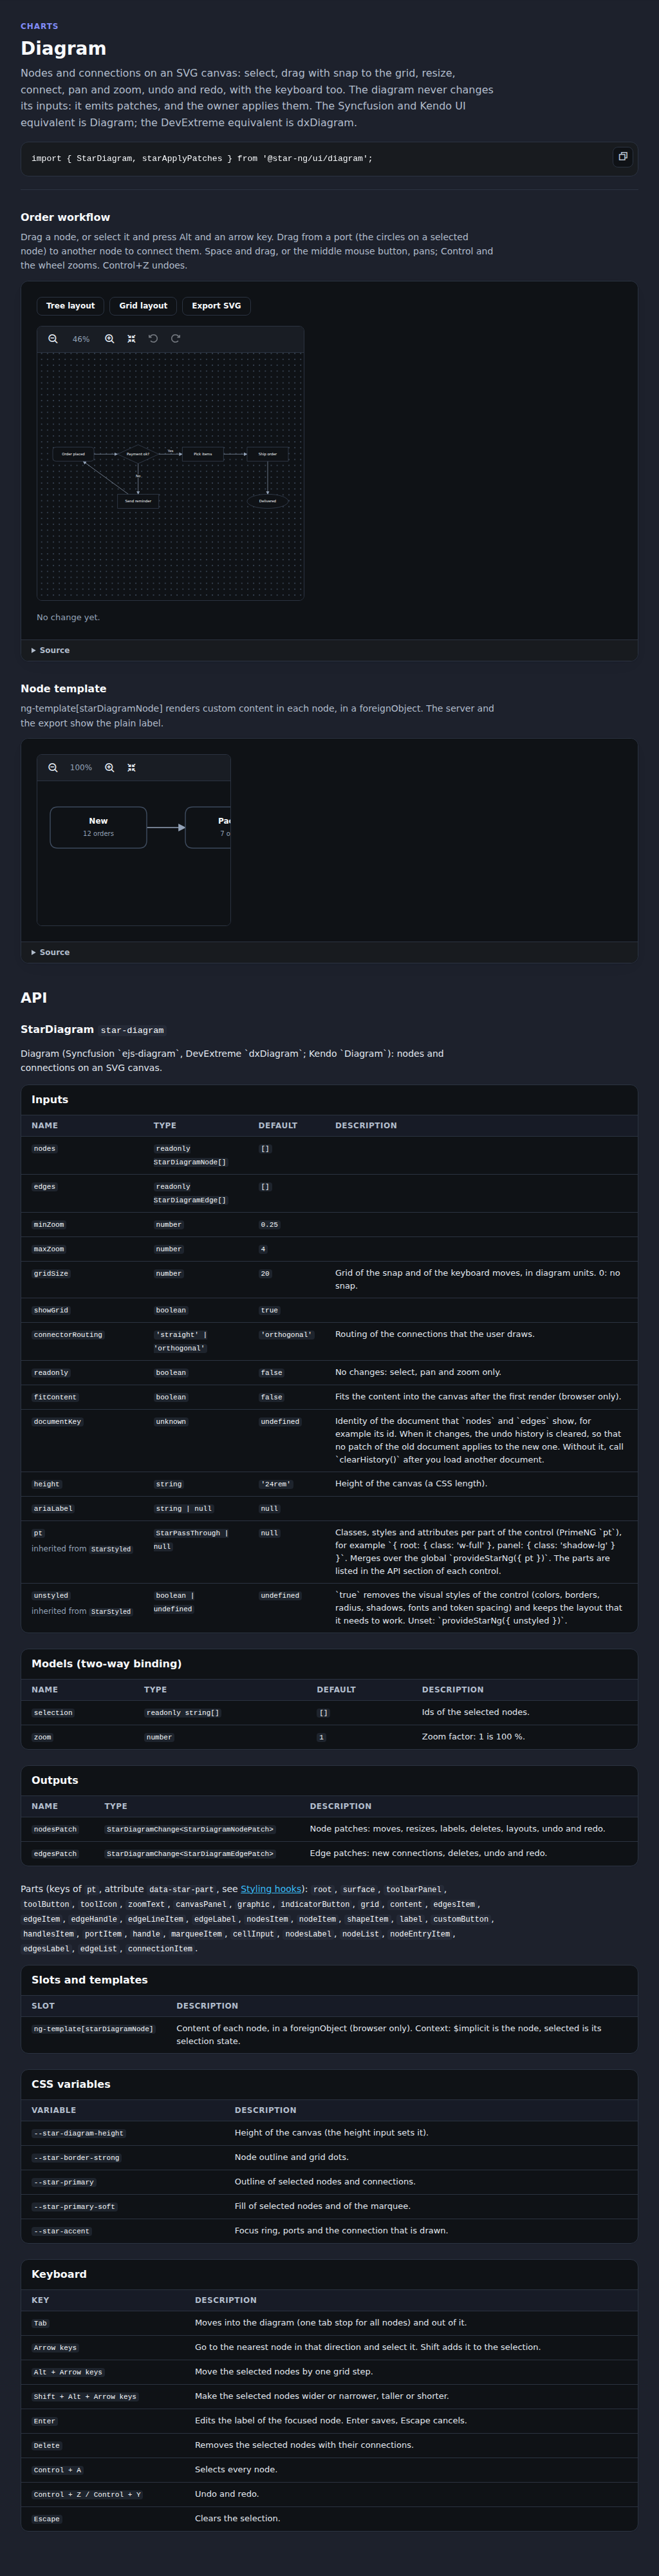 CHARTS
Diagram
Nodes and connections on an SVG canvas: select, drag with snap to the grid, resize,
connect, pan and zoom, undo and redo, with the keyboard too. The diagram never changes
its inputs: it emits patches, and the owner applies them. The Syncfusion and Kendo UI
equivalent is Diagram; the DevExtreme equivalent is dxDiagram.
import { StarDiagram, starApplyPatches } from '@star-ng/ui/diagram';
Order workflow
Drag a node, or select it and press Alt and an arrow key. Drag from a port (the circles on a selected
node) to another node to connect them. Space and drag, or the middle mouse button, pans; Control and
the wheel zooms. Control+Z undoes.
Tree layout Grid layout Export SVG
46%
Order placed Payment ok? Yes Pick items Ship order
No
Send reminder Delivered
No change yet.
▶ Source
Node template
ng-template[starDiagramNode] renders custom content in each node, in a foreignObject. The server and
the export show the plain label.
100%
New
12 orders
▶ Source
API
StarDiagram star-diagram
Diagram (Syncfusion `ejs-diagram`, DevExtreme `dxDiagram`; Kendo `Diagram`): nodes and
connections on an SVG canvas.
Inputs
NAME TYPE DEFAULT DESCRIPTION
nodes readonly StarDiagramNode[] []
edges readonly StarDiagramEdge[] []
minZoom number 0.25
maxZoom number 4
gridSize number 20 Grid of the snap and of the keyboard moves, in diagram units. 0: no
snap.
showGrid boolean true
connectorRouting 'straight' | 'orthogonal' 'orthogonal' Routing of the connections that the user draws.
readonly boolean false No changes: select, pan and zoom only.
fitContent boolean false Fits the content into the canvas after the first render (browser only).
documentKey unknown undefined Identity of the document that `nodes` and `edges` show, for
example its id. When it changes, the undo history is cleared, so that
no patch of the old document applies to the new one. Without it, call
`clearHistory()` after you load another document.
height string '24rem' Height of the canvas (a CSS length).
ariaLabel string | null null
pt inherited from StarStyled StarPassThrough | null null Classes, styles and attributes per part of the control (PrimeNG `pt`),
for example `{ root: { class: 'w-full' }, panel: { class: 'shadow-lg' }
}`. Merges over the global `provideStarNg({ pt })`. The parts are
listed in the API section of each control.
unstyled inherited from StarStyled boolean | undefined undefined `true` removes the visual styles of the control (colors, borders,
radius, shadows, fonts and token spacing) and keeps the layout that
it needs to work. Unset: `provideStarNg({ unstyled })`.
Models (two-way binding)
NAME TYPE DEFAULT DESCRIPTION
selection readonly string[] [] Ids of the selected nodes.
zoom number 1 Zoom factor: 1 is 100 %.
Outputs
NAME TYPE DESCRIPTION
nodesPatch StarDiagramChange<StarDiagramNodePatch> Node patches: moves, resizes, labels, deletes, layouts, undo and redo.
edgesPatch StarDiagramChange<StarDiagramEdgePatch> Edge patches: new connections, deletes, undo and redo.
Parts (keys of pt, attribute data-star-part, see Styling hooks): root, surface, toolbarPanel,
toolButton, toolIcon, zoomText, canvasPanel, graphic, indicatorButton, grid, content, edgesItem,
edgeItem, edgeHandle, edgeLineItem, edgeLabel, nodesItem, nodeItem, shapeItem, label, customButton,
handlesItem, portItem, handle, marqueeItem, cellInput, nodesLabel, nodeList, nodeEntryItem,
edgesLabel, edgeList, connectionItem.
Slots and templates
SLOT DESCRIPTION
ng-template[starDiagramNode] Content of each node, in a foreignObject (browser only). Context: $implicit is the node, selected is its
selection state.
CSS variables
VARIABLE DESCRIPTION
--star-diagram-height Height of the canvas (the height input sets it).
--star-border-strong Node outline and grid dots.
--star-primary Outline of selected nodes and connections.
--star-primary-soft Fill of selected nodes and of the marquee.
--star-accent Focus ring, ports and the connection that is drawn.
Keyboard
KEY DESCRIPTION
Tab Moves into the diagram (one tab stop for all nodes) and out of it.
Arrow keys Go to the nearest node in that direction and select it. Shift adds it to the selection.
Alt + Arrow keys Move the selected nodes by one grid step.
Shift + Alt + Arrow keys Make the selected nodes wider or narrower, taller or shorter.
Enter Edits the label of the focused node. Enter saves, Escape cancels.
Delete Removes the selected nodes with their connections.
Control + A Selects every node.
Control + Z / Control + Y Undo and redo.
Escape Clears the selection.